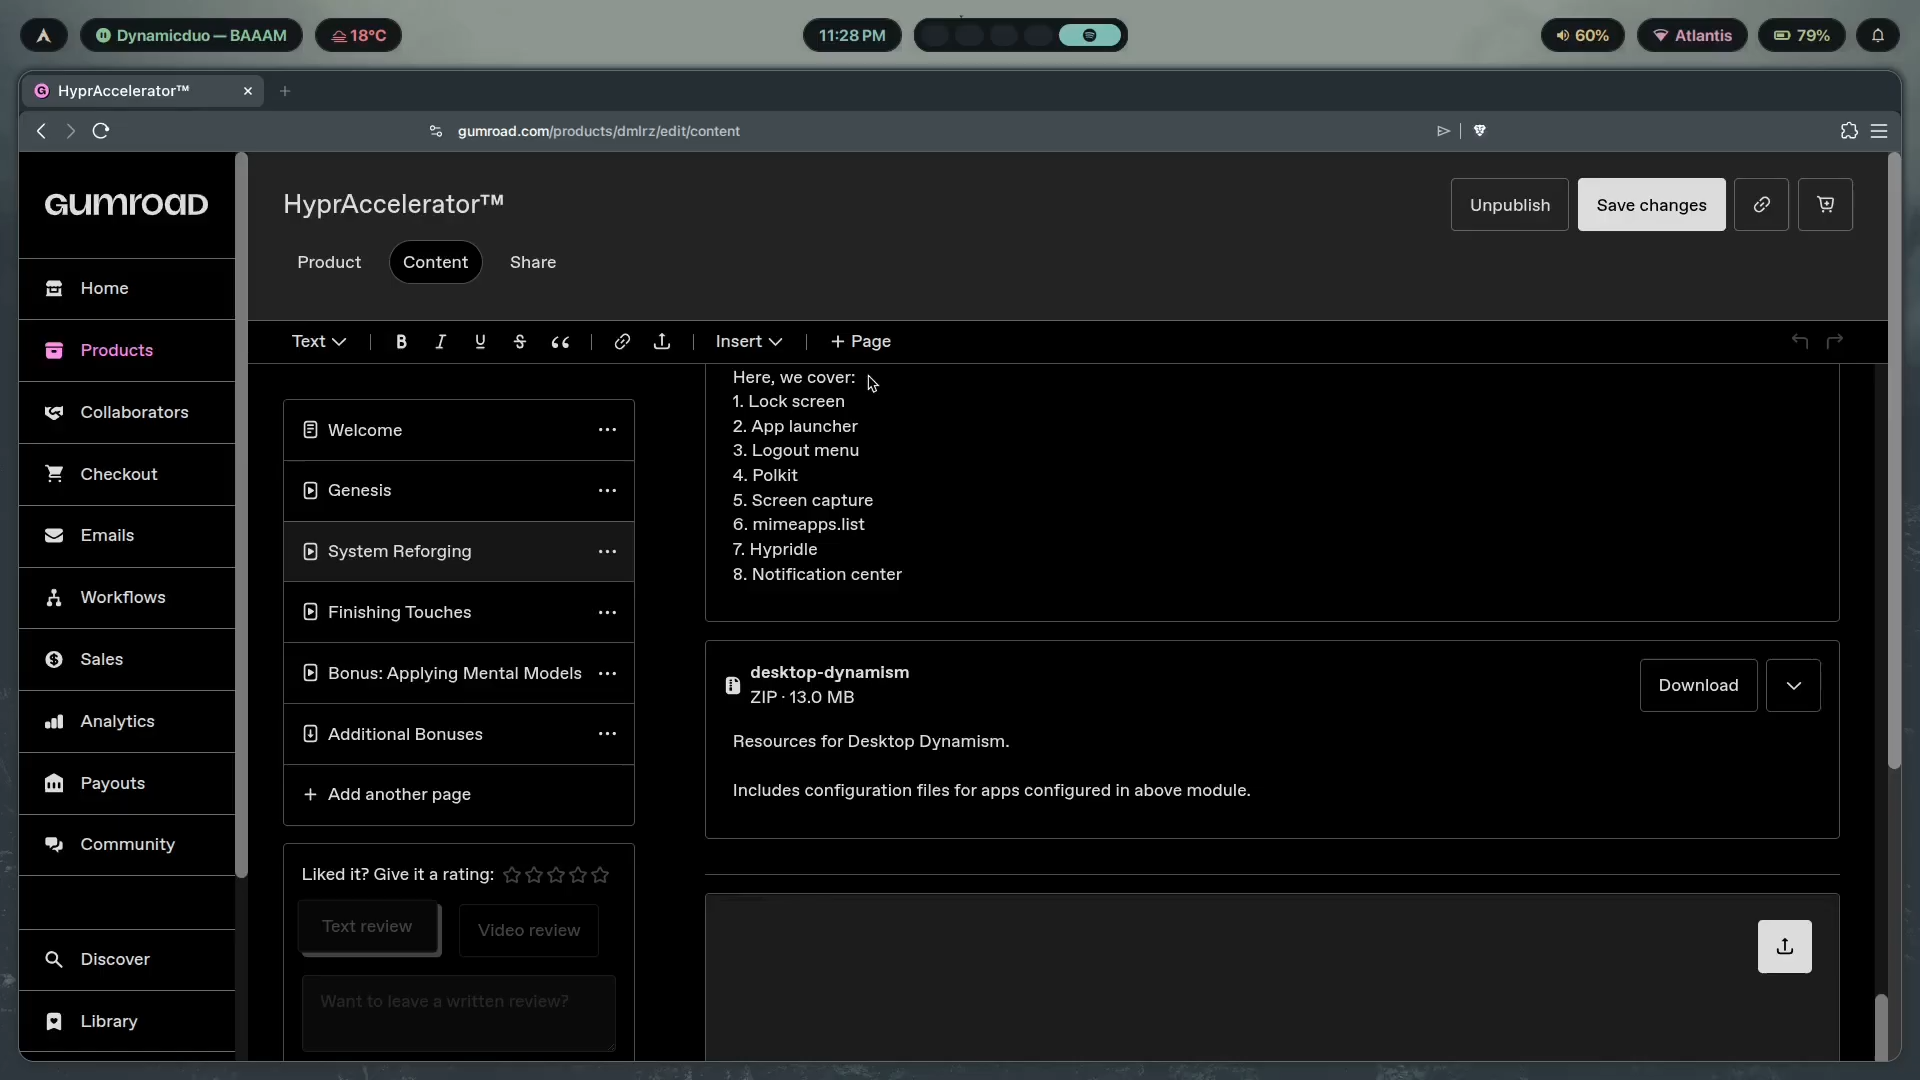 Dynamicduo — BAAAM
18°C
11:28 PM
60%
Atlantis
79%
HyprAccelerator™
gumroad.com/products/dmlrz/edit/content
GUMROAD
Home
Products
Collaborators
Checkout
Emails
Workflows
Sales
Analytics
Payouts
Community
Discover
Library
HyprAccelerator™
Unpublish
Save changes
Product
Content
Share
Text
B
I
U
S
Insert
+ Page
Welcome
Genesis
System Reforging
Finishing Touches
Bonus: Applying Mental Models
Additional Bonuses
+ Add another page
Liked it? Give it a rating:
Text review
Video review
Want to leave a written review?
Here, we cover:
1. Lock screen
2. App launcher
3. Logout menu
4. Polkit
5. Screen capture
6. mimeapps.list
7. Hypridle
8. Notification center
desktop-dynamism
ZIP · 13.0 MB
Download
Resources for Desktop Dynamism.
Includes configuration files for apps configured in above module.